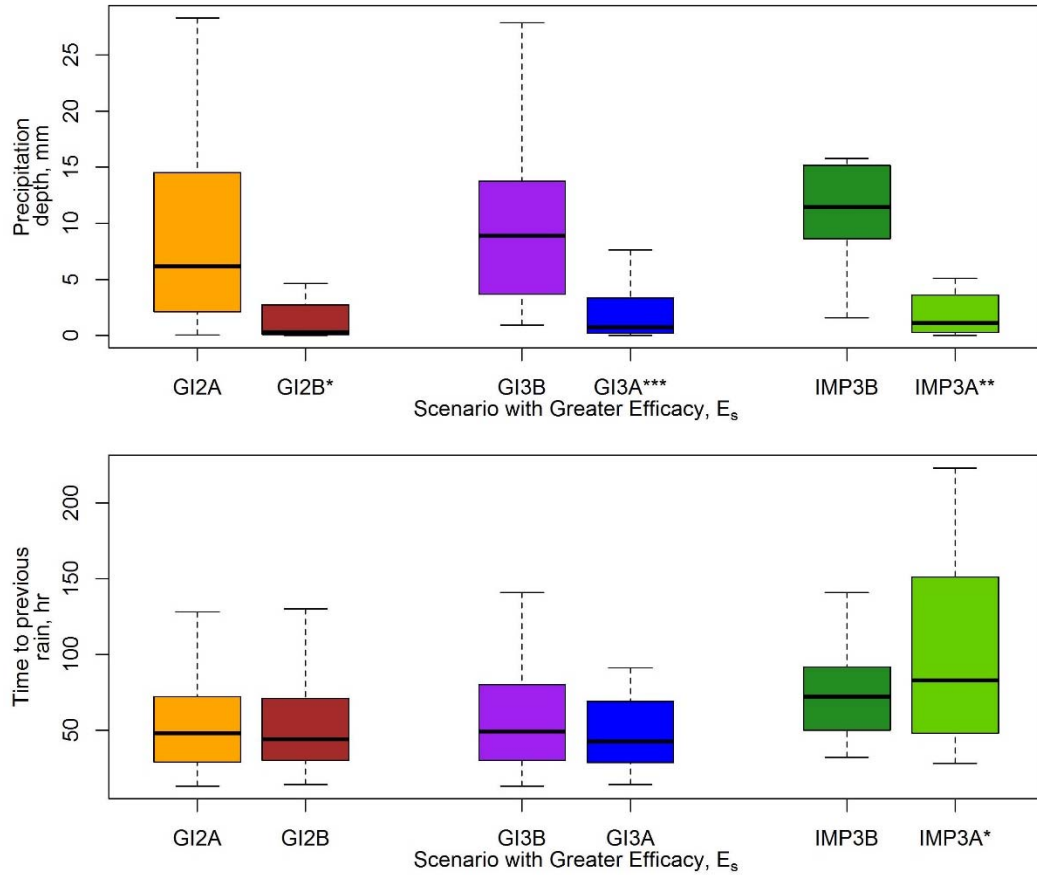 Precipitation
depth, mm
25
20
15
10
5
0
GI2A GI2B* GI3B GI3A*** IMP3B IMP3A**
Scenario with Greater Efficacy, Es
Time to previous
rain, hr
200
150
100
50
GI2A GI2B GI3B GI3A IMP3B IMP3A*
Scenario with Greater Efficacy, Es